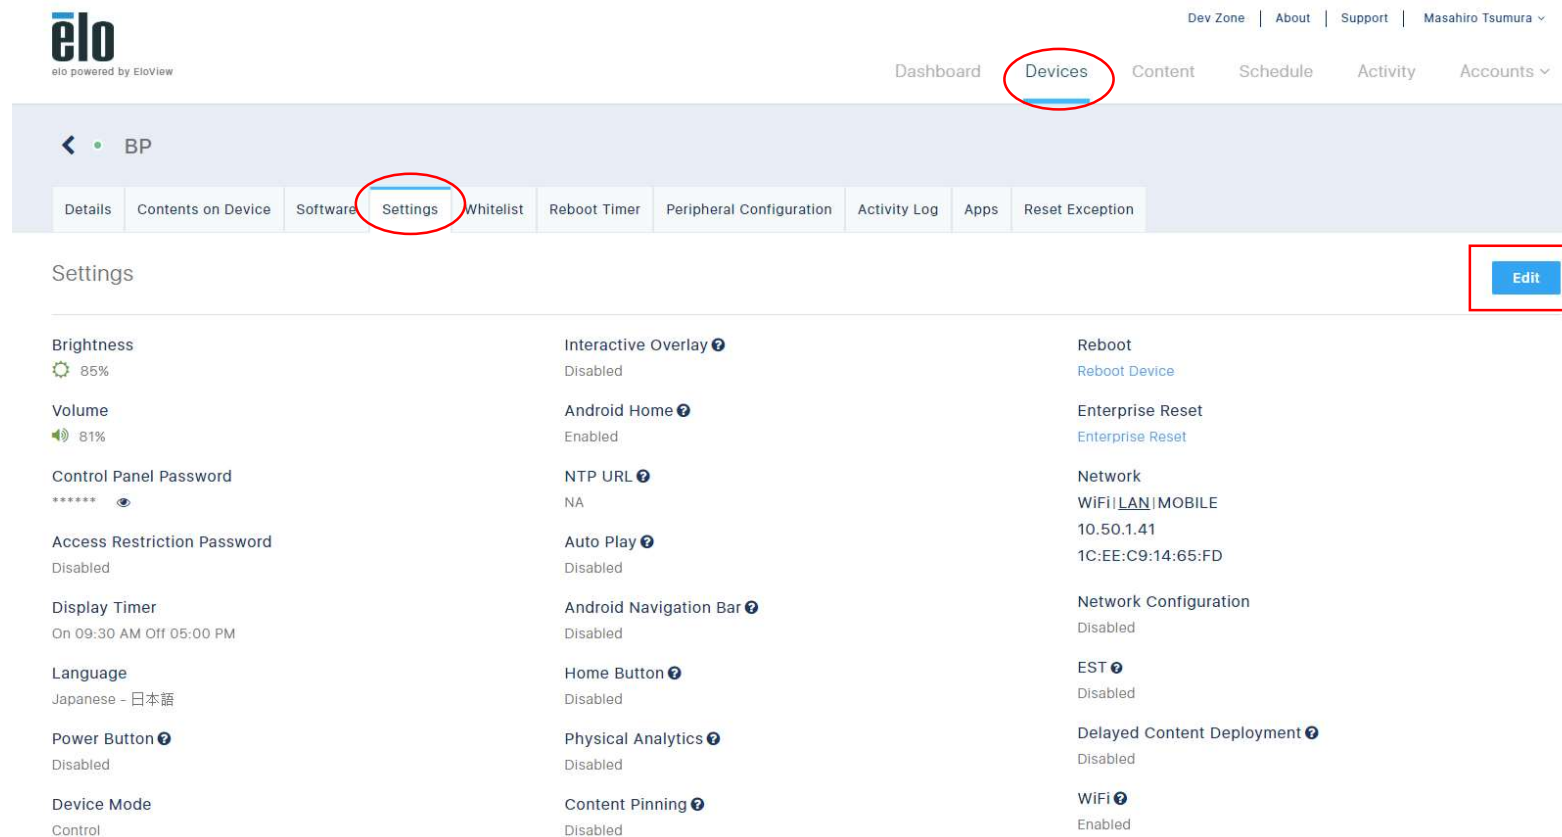 elo
elo powered by EloView
Dev Zone | About | Support | Masahiro Tsumura
Dashboard Devices Content Schedule Activity Accounts
BP
Details Contents on Device Software Settings Whitelist Reboot Timer Peripheral Configuration Activity Log Apps Reset Exception
Settings
Edit
Brightness
85%
Volume
81%
Control Panel Password
******
Access Restriction Password
Disabled
Display Timer
On 09:30 AM Off 05:00 PM
Language
Japanese - 日本語
Power Button ?
Disabled
Device Mode
Control
Interactive Overlay ?
Disabled
Android Home ?
Enabled
NTP URL ?
NA
Auto Play ?
Disabled
Android Navigation Bar ?
Disabled
Home Button ?
Disabled
Physical Analytics ?
Disabled
Content Pinning ?
Disabled
Reboot
Reboot Device
Enterprise Reset
Enterprise Reset
Network
WiFi|LAN|MOBILE
10.50.1.41
1C:EE:C9:14:65:FD
Network Configuration
Disabled
EST ?
Disabled
Delayed Content Deployment ?
Disabled
WiFi ?
Enabled